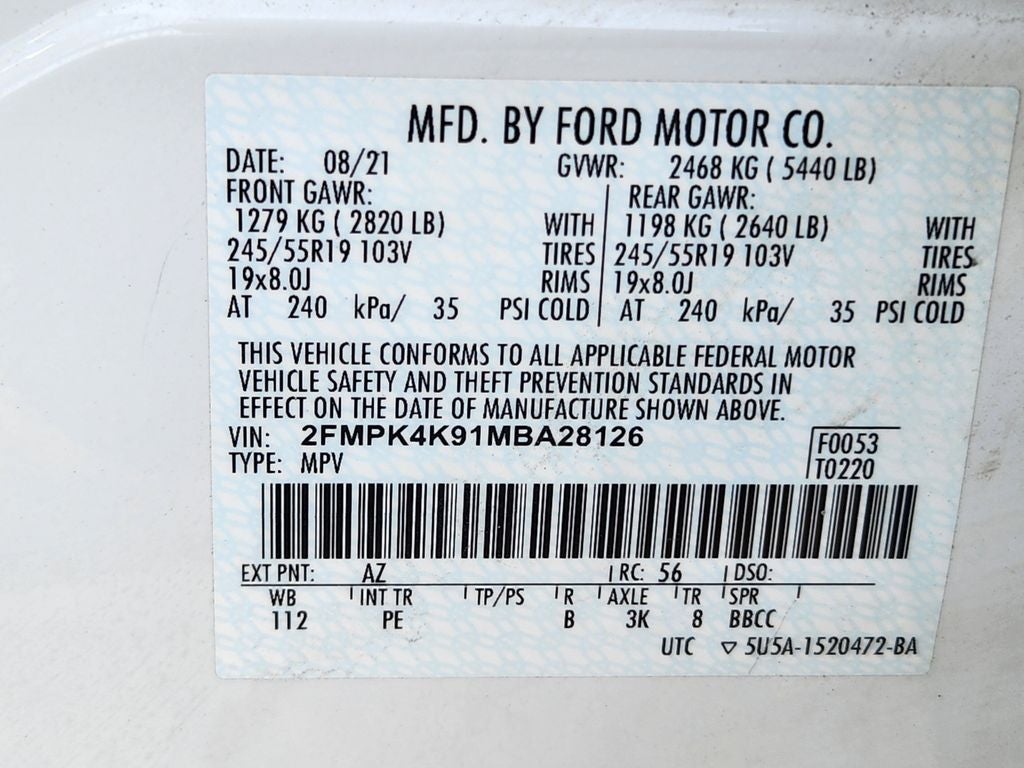 MFD. BY FORD MOTOR CO.
DATE: 08/21 GVWR: 2468 KG ( 5440 LB)
FRONT GAWR: REAR GAWR:
1279 KG ( 2820 LB) WITH 1198 KG ( 2640 LB) WITH
245/55R19 103V TIRES 245/55R19 103V TIRES
19x8.0J RIMS 19x8.0J RIMS
AT 240 kPa/ 35 PSI COLD AT 240 kPa/ 35 PSI COLD
THIS VEHICLE CONFORMS TO ALL APPLICABLE FEDERAL MOTOR
VEHICLE SAFETY AND THEFT PREVENTION STANDARDS IN
EFFECT ON THE DATE OF MANUFACTURE SHOWN ABOVE.
VIN: 2FMPK4K91MBA28126 F0053
TYPE: MPV T0220
EXT PNT: AZ RC: 56 DSO:
WB INT TR TP/PS R AXLE TR SPR
112 PE B 3K 8 BBCC
UTC ▽ 5U5A-1520472-BA